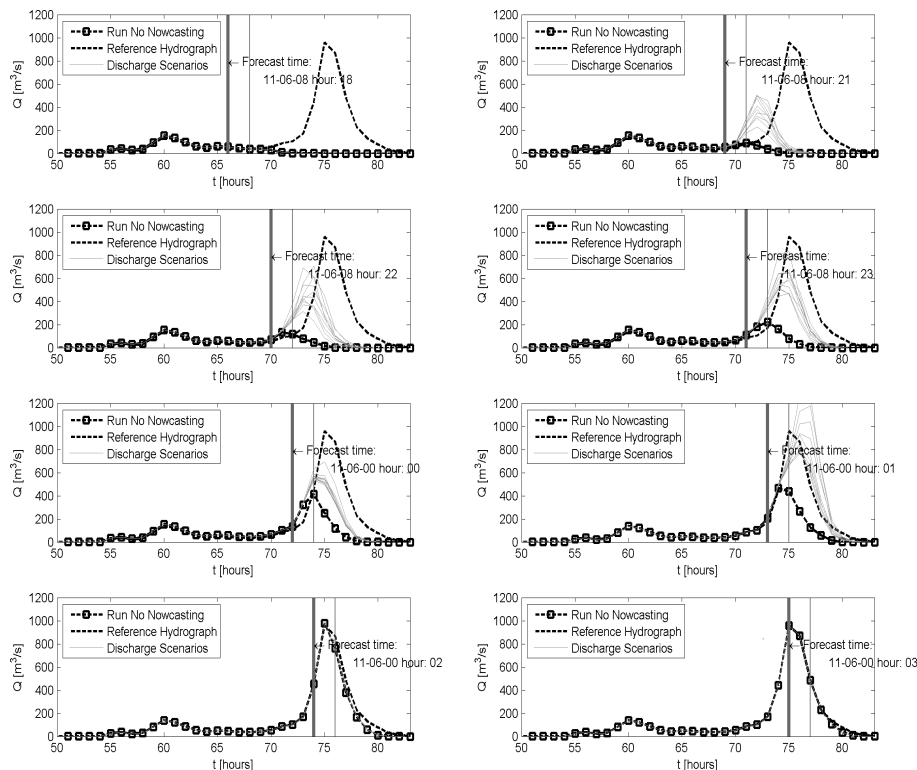 Run No Nowcasting
Reference Hydrograph
Discharge Scenarios
← Forecast time:
11-06-08 hour: 18
Q [m³/s]
1200
1000
800
600
400
200
0
50 55 60 65 70 75 80
t [hours]
Run No Nowcasting
Reference Hydrograph
Discharge Scenarios
← Forecast time:
11-06-08 hour: 21
Q [m³/s]
1200
1000
800
600
400
200
0
50 55 60 65 70 75 80
t [hours]
Run No Nowcasting
Reference Hydrograph
Discharge Scenarios
← Forecast time:
11-06-08 hour: 22
Q [m³/s]
1200
1000
800
600
400
200
0
50 55 60 65 70 75 80
t [hours]
Run No Nowcasting
Reference Hydrograph
Discharge Scenarios
← Forecast time:
11-06-08 hour: 23
Q [m³/s]
1200
1000
800
600
400
200
0
50 55 60 65 70 75 80
t [hours]
Run No Nowcasting
Reference Hydrograph
Discharge Scenarios
← Forecast time:
11-06-00 hour: 00
Q [m³/s]
1200
1000
800
600
400
200
0
50 55 60 65 70 75 80
t [hours]
Run No Nowcasting
Reference Hydrograph
Discharge Scenarios
← Forecast time:
11-06-00 hour: 01
Q [m³/s]
1200
1000
800
600
400
200
0
50 55 60 65 70 75 80
t [hours]
Run No Nowcasting
Reference Hydrograph
Discharge Scenarios
← Forecast time:
11-06-00 hour: 02
Q [m³/s]
1200
1000
800
600
400
200
0
50 55 60 65 70 75 80
t [hours]
Run No Nowcasting
Reference Hydrograph
Discharge Scenarios
← Forecast time:
11-06-00 hour: 03
Q [m³/s]
1200
1000
800
600
400
200
0
50 55 60 65 70 75 80
t [hours]